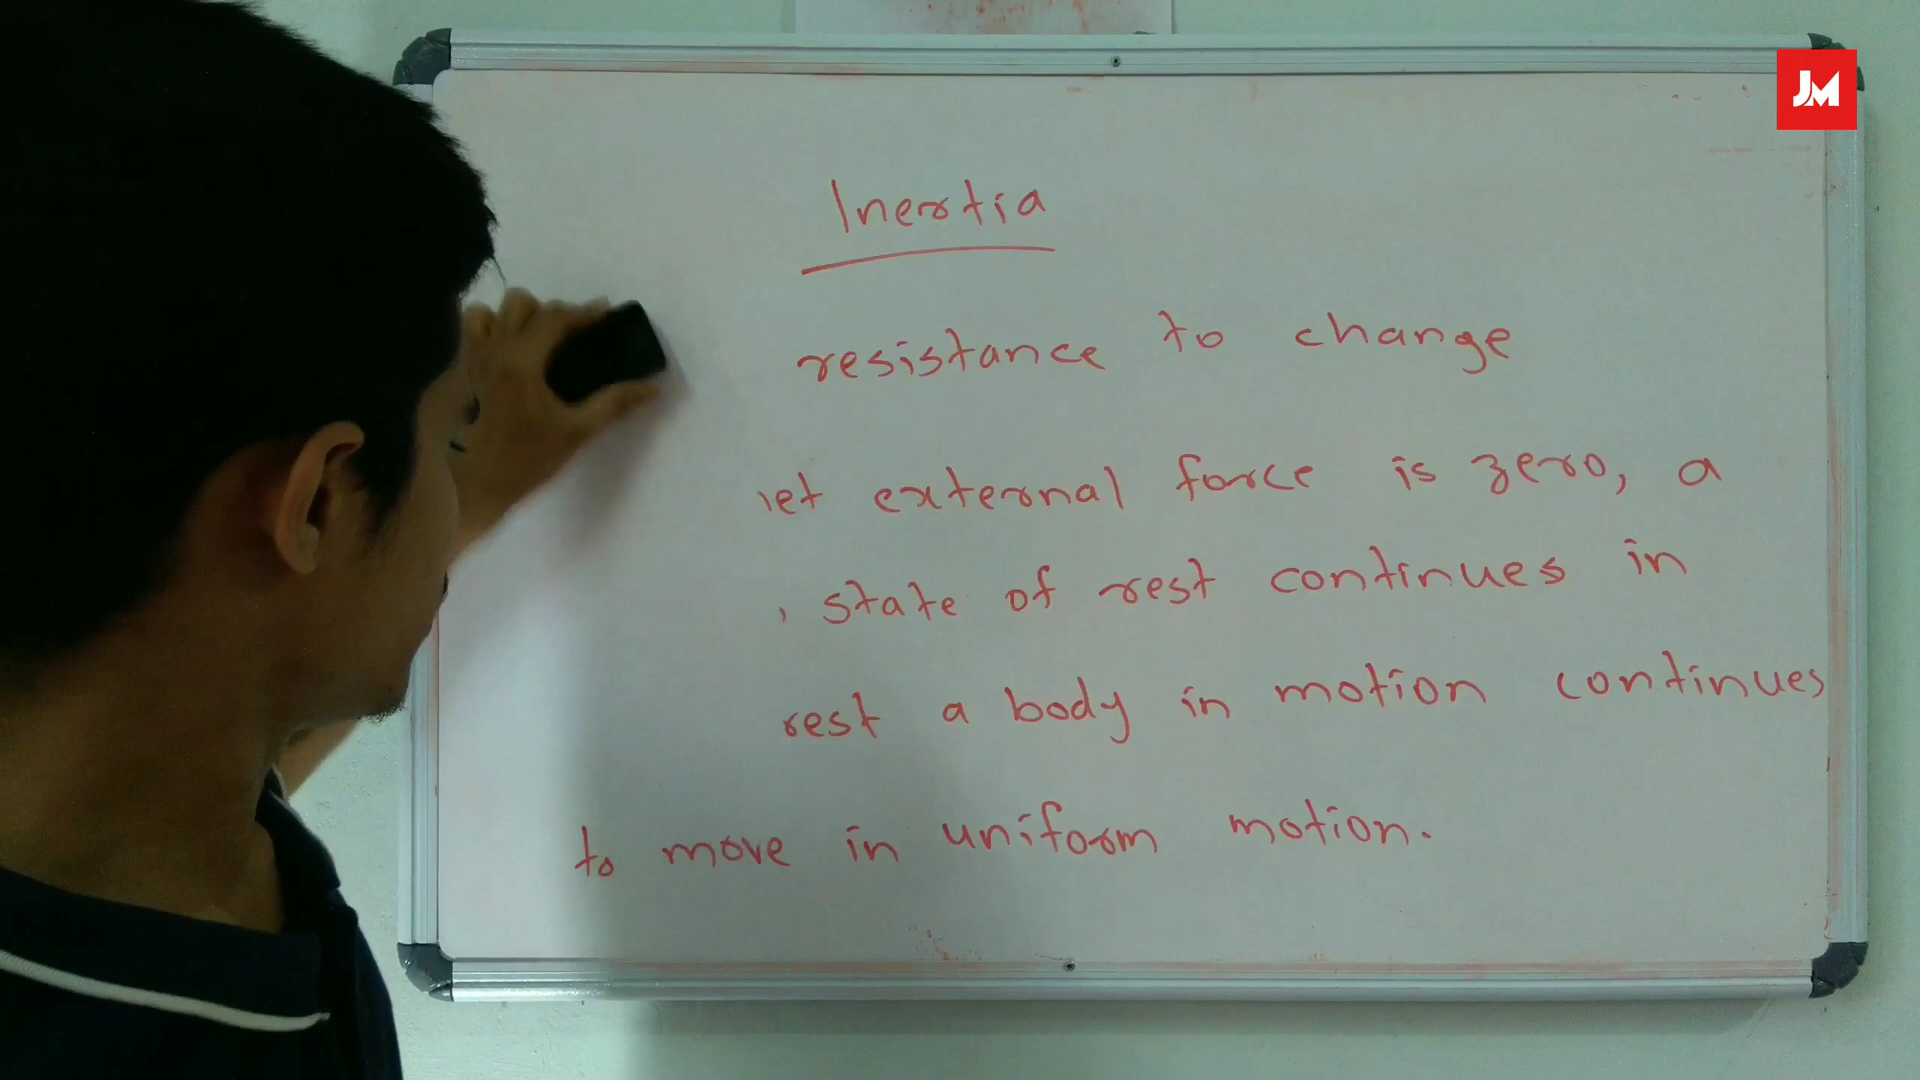 JM
Inertia
resistance to change
et external force is zero, a
state of rest continues in
rest a body in motion continues
to move in uniform motion.